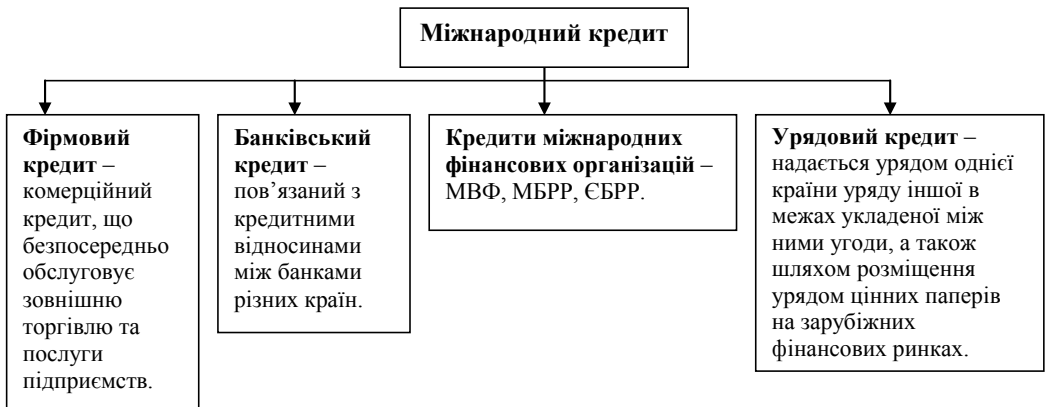 Міжнародний кредит
Фірмовий
кредит –
комерційний
кредит, що
безпосередньо
обслуговує
зовнішню
торгівлю та
послуги
підприємств.
Банківський
кредит –
пов’язаний з
кредитними
відносинами
між банками
різних країн.
Кредити міжнародних
фінансових організацій –
МВФ, МБРР, ЄБРР.
Урядовий кредит –
надається урядом однієї
країни уряду іншої в
межах укладеної між
ними угоди, а також
шляхом розміщення
урядом цінних паперів
на зарубіжних
фінансових ринках.